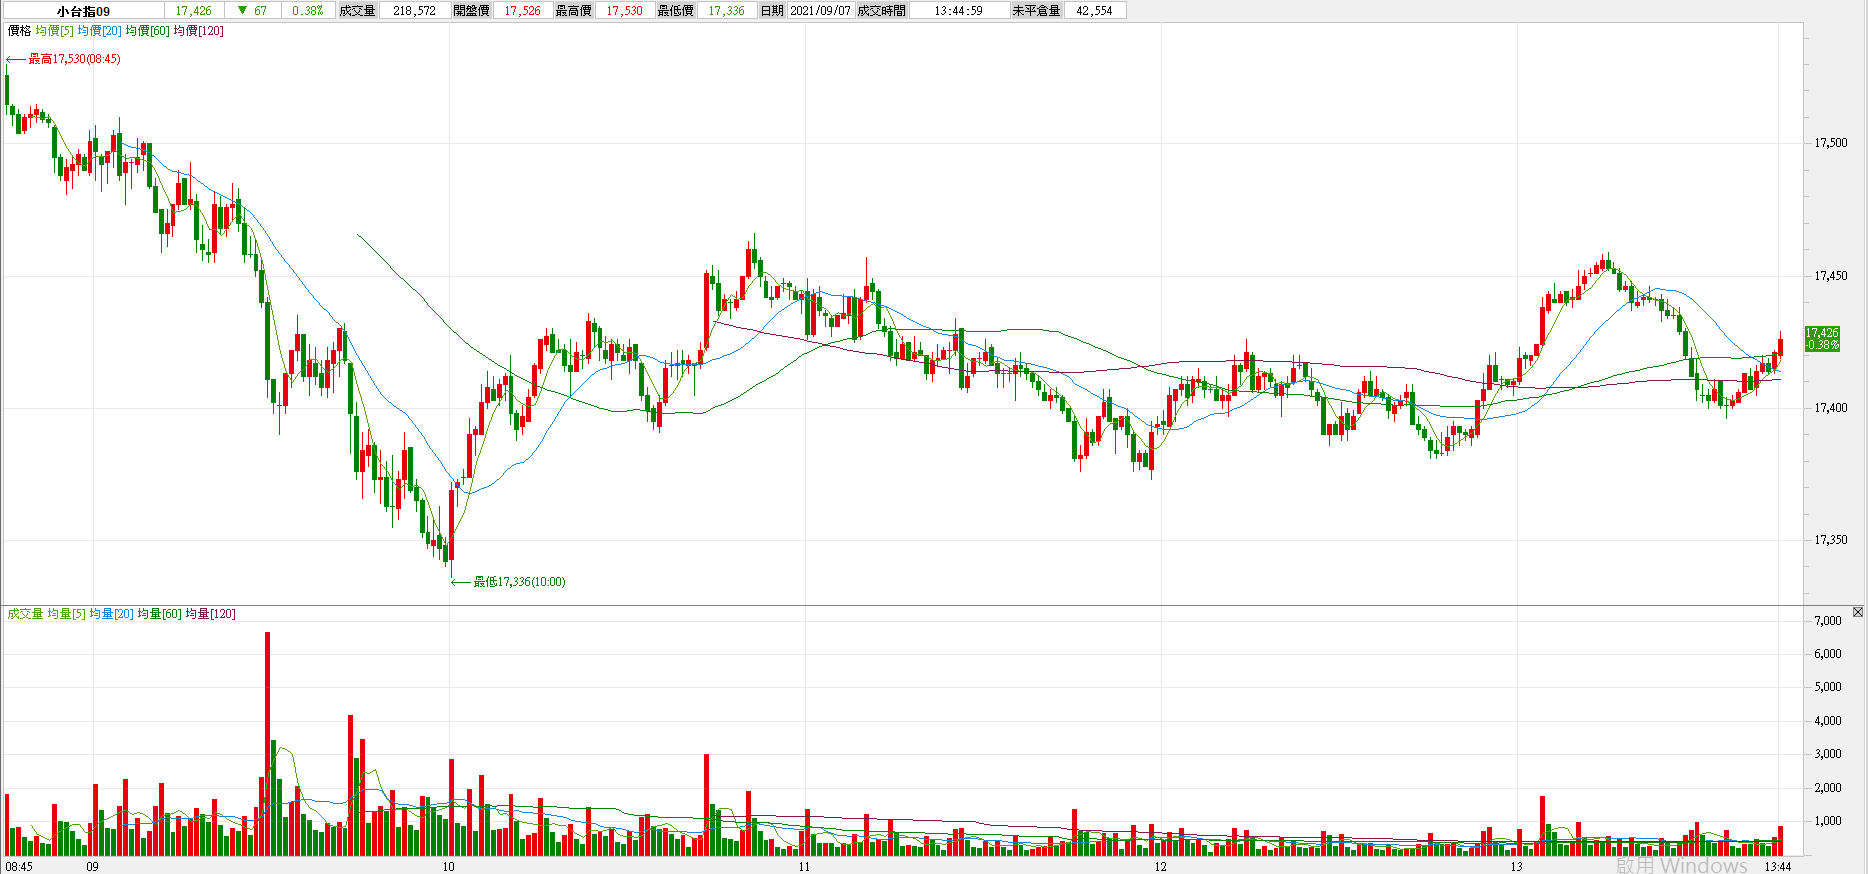 小台指09 17,426 ▼ 67 0.38% 成交量 218,572 開盤價 17,526 最高價 17,530 最低價 17,336 日期 2021/09/07 成交時間 13:44:59 未平倉量 42,554
價格 均價[5] 均價[20] 均價[60] 均價[120]
最高17,530(08:45)
17,500
17,450
17,426
-0.38%
17,400
17,350
最低17,336(10:00)
成交量 均量[5] 均量[20] 均量[60] 均量[120]
7,000
6,000
5,000
4,000
3,000
2,000
1,000
08:45 09 10 11 12 13 13:44
啟用 Windows